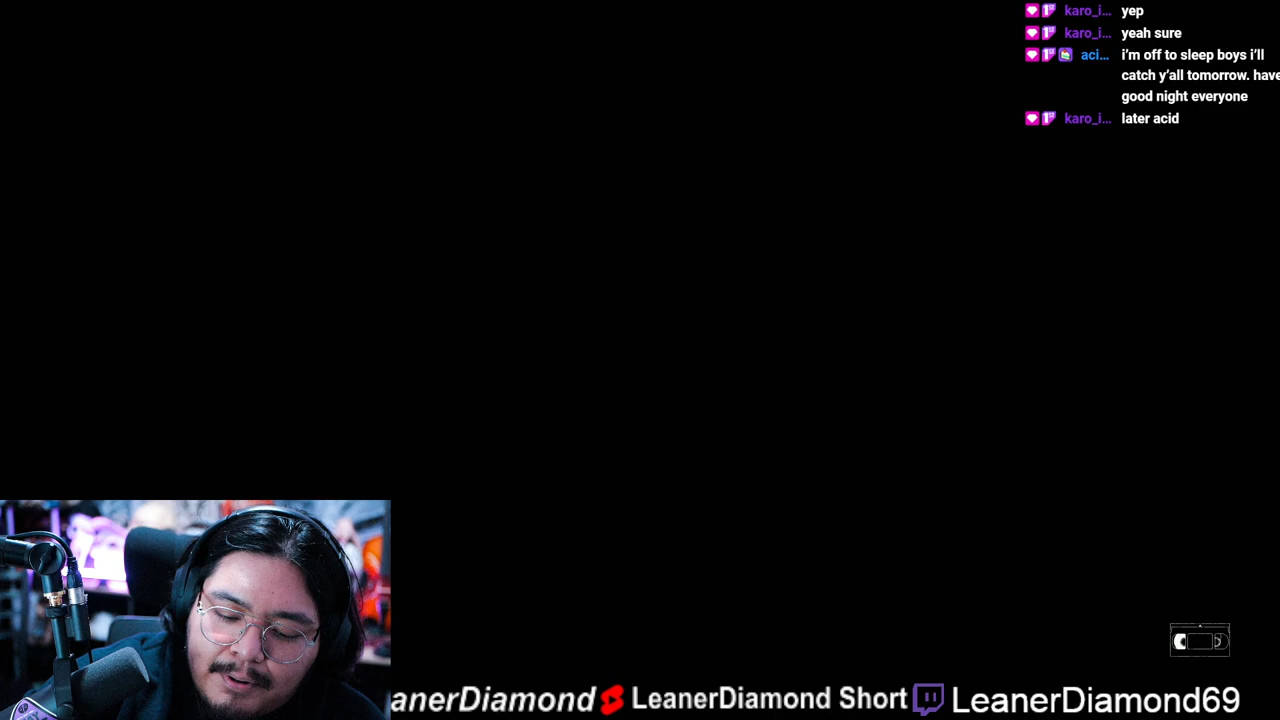 karo_i... yep
karo_i... yeah sure
aci... i'm off to sleep boys i'll
catch y'all tomorrow. have
good night everyone
karo_i... later acid
anerDiamond LeanerDiamond Short LeanerDiamond69